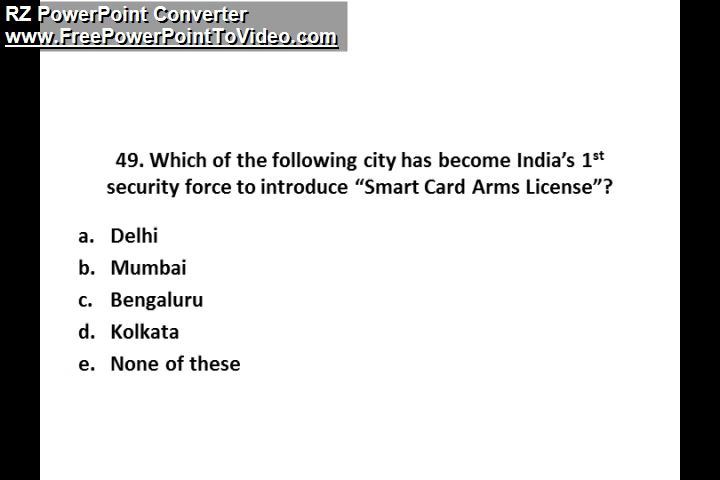 RZ PowerPoint Converter
www.FreePowerPointToVideo.com
49. Which of the following city has become India’s 1st
security force to introduce “Smart Card Arms License”?
a. Delhi
b. Mumbai
c. Bengaluru
d. Kolkata
e. None of these